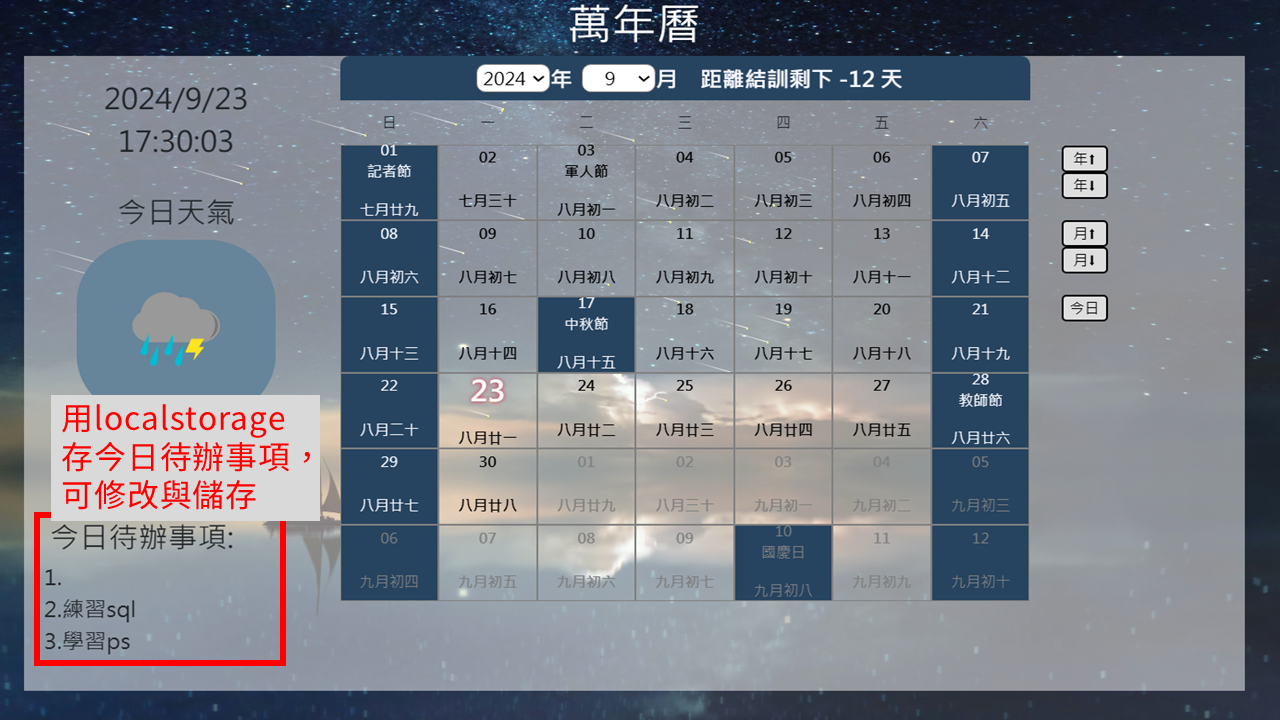 萬年曆
2024/9/23
17:30:03
今日天氣
用localstorage
存今日待辦事項，
可修改與儲存
今日待辦事項:
1.
2.練習sql
3.學習ps
2024 年 9 月 距離結訓剩下 -12 天
日 一 二 三 四 五 六
01 02 03 04 05 06 07
記者節 軍人節
七月廿九 七月三十 八月初一 八月初二 八月初三 八月初四 八月初五
08 09 10 11 12 13 14
八月初六 八月初七 八月初八 八月初九 八月初十 八月十一 八月十二
15 16 17 18 19 20 21
中秋節
八月十三 八月十四 八月十五 八月十六 八月十七 八月十八 八月十九
22 23 24 25 26 27 28
教師節
八月二十 八月廿一 八月廿二 八月廿三 八月廿四 八月廿五 八月廿六
29 30 01 02 03 04 05
八月廿七 八月廿八 八月廿九 八月三十 九月初一 九月初二 九月初三
06 07 08 09 10 11 12
國慶日
九月初四 九月初五 九月初六 九月初七 九月初八 九月初九 九月初十
年⬆
年⬇
月⬆
月⬇
今日